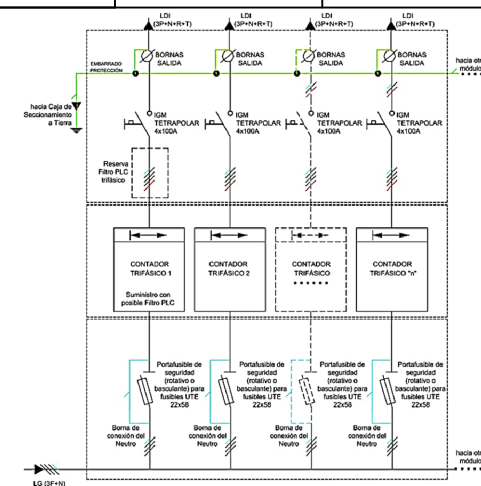 LDI
(3P+N+R+T)
LDI
(3P+N+R+T)
LDI
(3P+N+R+T)
LDI
(3P+N+R+T)
BORNAS
SALIDA
BORNAS
SALIDA
BORNAS
SALIDA
BORNAS
SALIDA
EMBARRADO
PROTECCIÓN
hacia otr
módulo
hacia Caja de
Seccionamiento
a Tierra
IGM
TETRAPOLAR
4x100A
IGM
TETRAPOLAR
4x100A
IGM
TETRAPOLAR
4x100A
IGM
TETRAPOLAR
4x100A
Reserva
Filtro PLC
trifásico
CONTADOR
TRIFÁSICO 1
Suministro con
posible Filtro PLC
CONTADOR
TRIFÁSICO 2
CONTADOR
TRIFÁSICO
CONTADOR
TRIFÁSICO "n"
Portafusible de
seguridad
(rotativo o
basculante) para
fusibles UTE
22x58
Portafusible de
seguridad
(rotativo o
basculante) para
fusibles UTE
22x58
Portafusible de
seguridad
(rotativo o
basculante) para
fusibles UTE
22x58
Portafusible de
seguridad
(rotativo o
basculante) para
fusibles UTE
22x58
Borna de
conexión del
Neutro
Borna de
conexión del
Neutro
Borna de
conexión del
Neutro
Borna de
conexión del
Neutro
hacia otr
módulo
LG (3F+N)